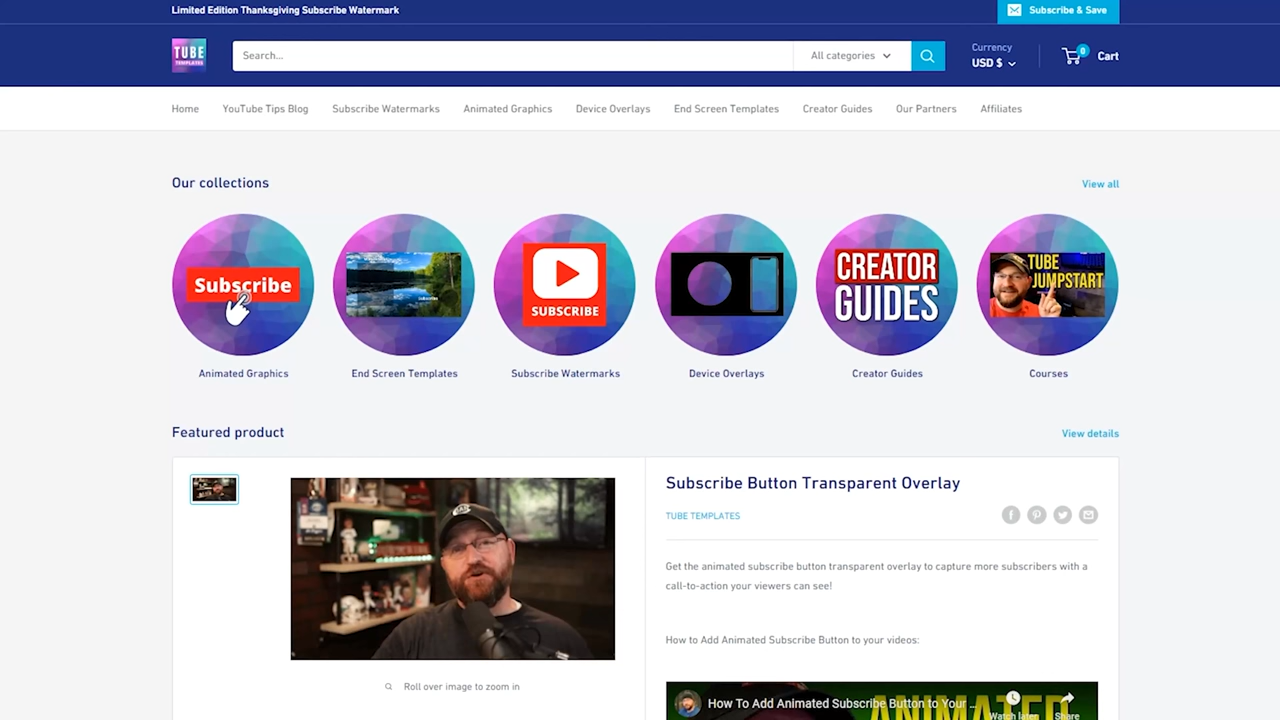 Limited Edition Thanksgiving Subscribe Watermark
Subscribe & Save
TUBE
TEMPLATES
Search...
All categories
Currency
USD $
0
Cart
Home
YouTube Tips Blog
Subscribe Watermarks
Animated Graphics
Device Overlays
End Screen Templates
Creator Guides
Our Partners
Affiliates
Our collections
View all
Subscribe
SUBSCRIBE
CREATOR
GUIDES
TUBE
JUMPSTART
Animated Graphics
End Screen Templates
Subscribe Watermarks
Device Overlays
Creator Guides
Courses
Featured product
View details
Subscribe Button Transparent Overlay
TUBE TEMPLATES
Get the animated subscribe button transparent overlay to capture more subscribers with a
call-to-action your viewers can see!
How to Add Animated Subscribe Button to your videos:
Roll over image to zoom in
How To Add Animated Subscribe Button to Your ...
Watch later
Share
ANIMATED